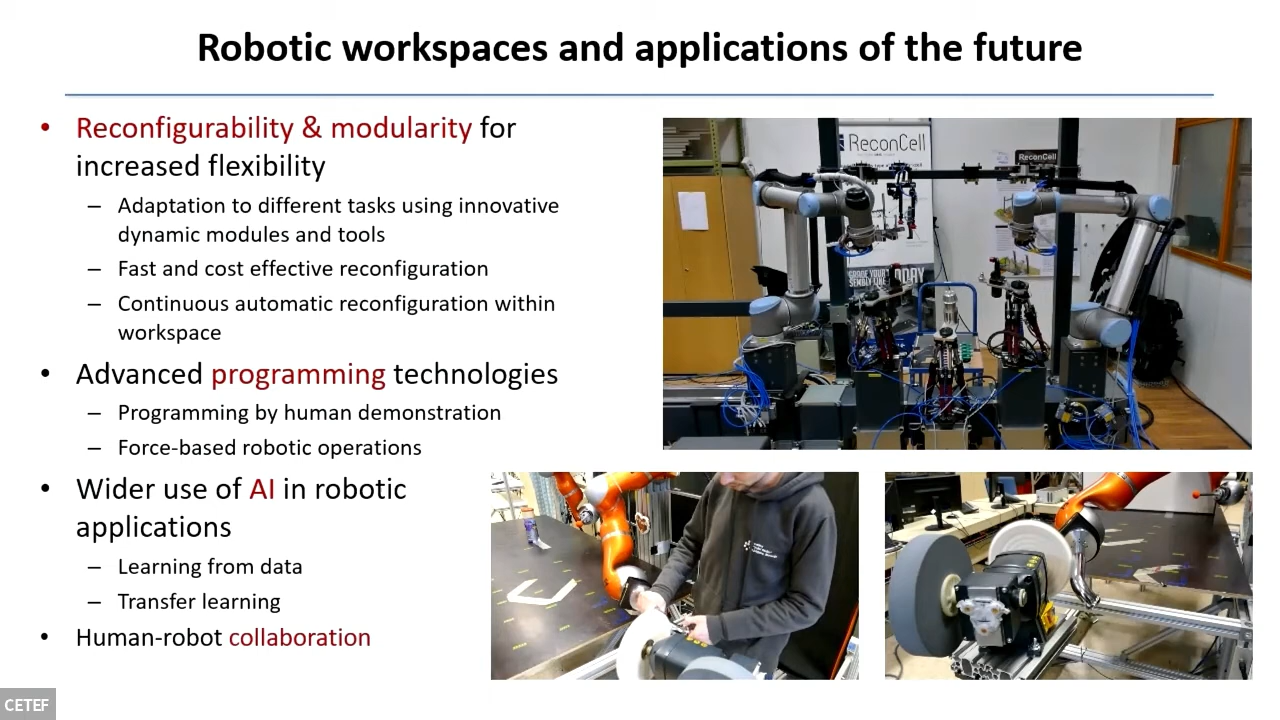 Robotic workspaces and applications of the future
• Reconfigurability & modularity for
increased flexibility
– Adaptation to different tasks using innovative
dynamic modules and tools
– Fast and cost effective reconfiguration
– Continuous automatic reconfiguration within
workspace
• Advanced programming technologies
– Programming by human demonstration
– Force-based robotic operations
• Wider use of AI in robotic
applications
– Learning from data
– Transfer learning
• Human-robot collaboration
ReconCell
ReconCell
CETEF